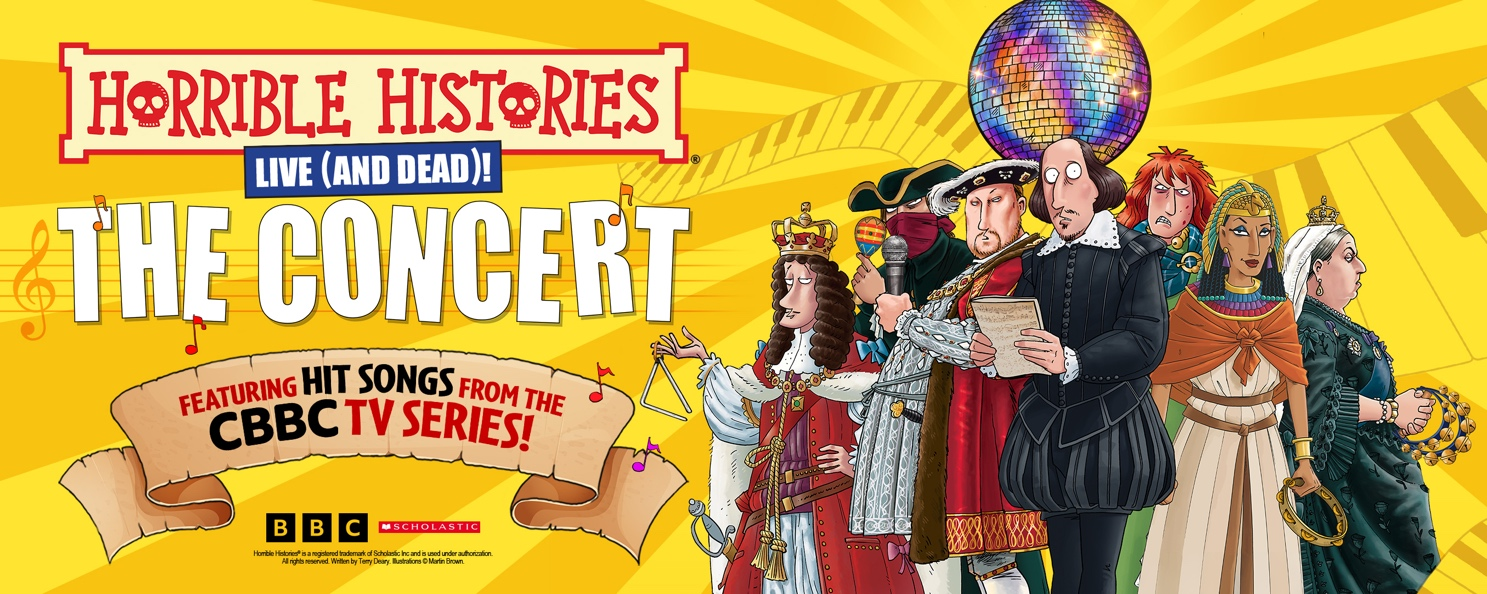 HORRIBLE HISTORIES®
LIVE (AND DEAD)!
THE CONCERT
FEATURING HIT SONGS FROM THE
CBBC TV SERIES!
BBC SCHOLASTIC
Horrible Histories® is a registered trademark of Scholastic Inc and is used under authorization.
All rights reserved. Written by Terry Deary. Illustrations © Martin Brown.